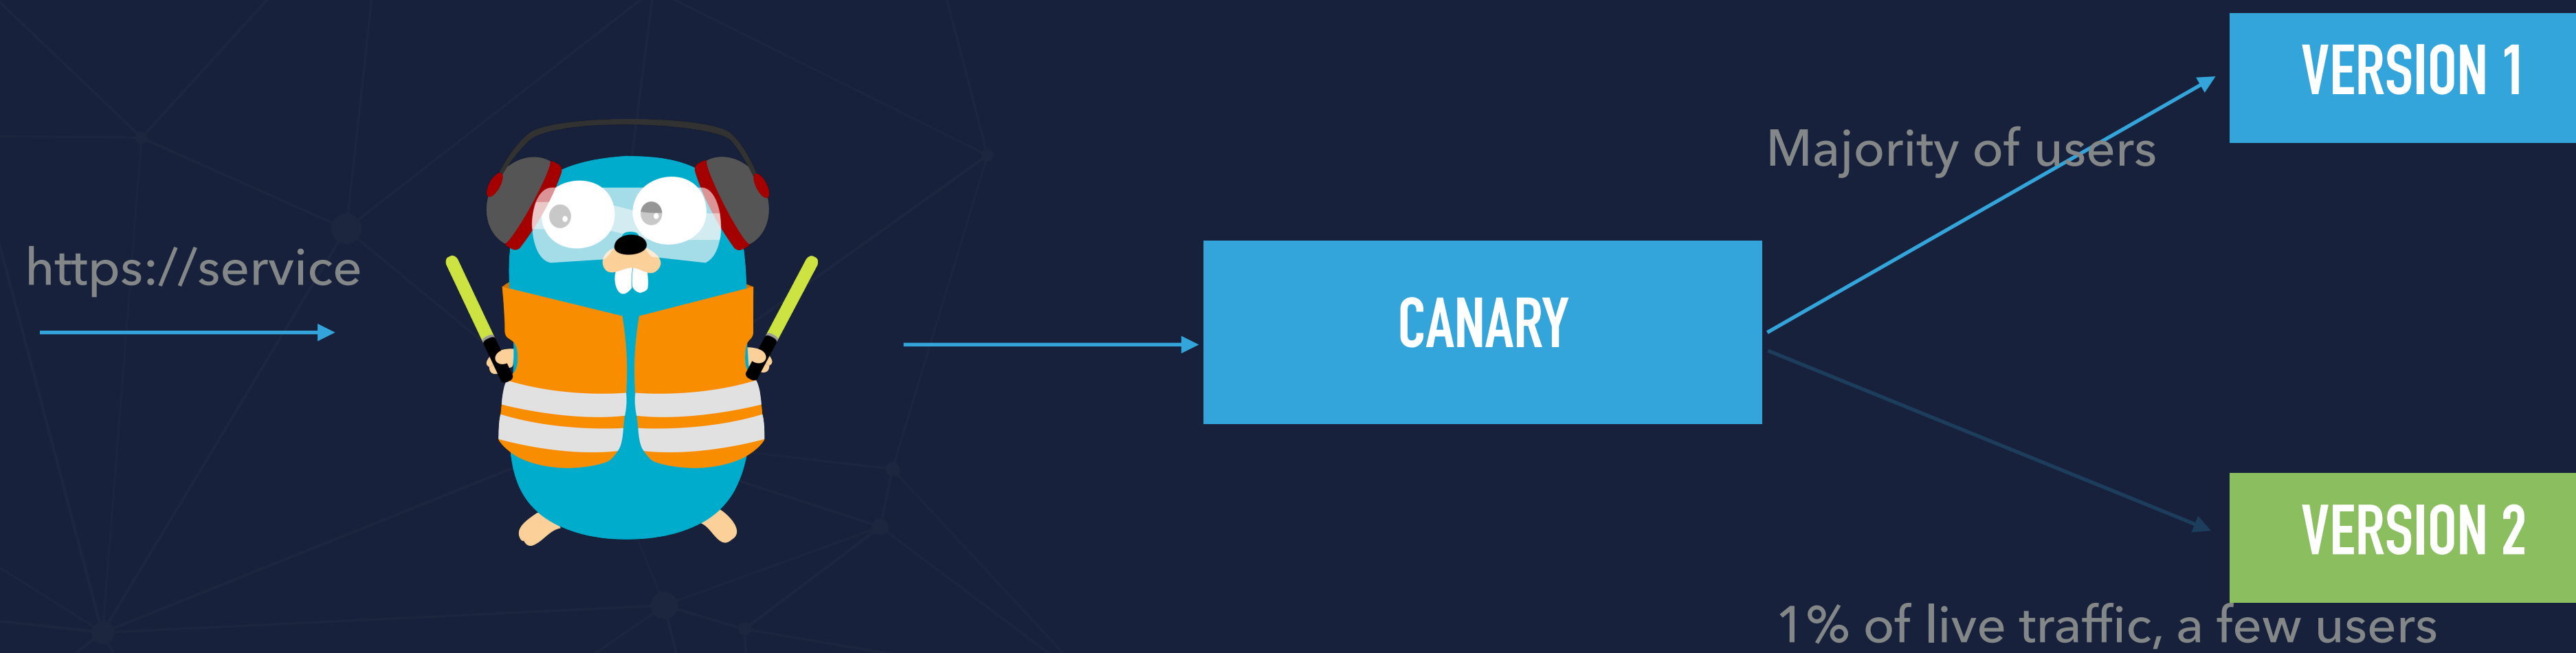 https://service
CANARY
Majority of users
VERSION 1
VERSION 2
1% of live traffic, a few users